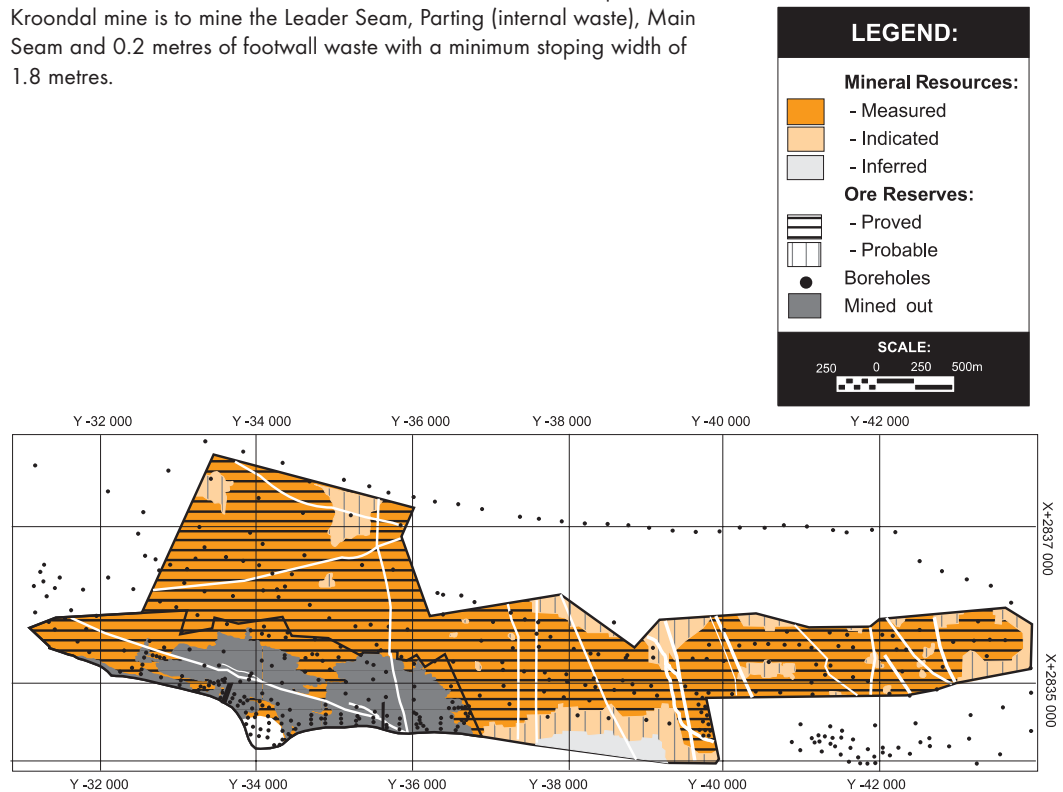 Kroondal mine is to mine the Leader Seam, Parting (internal waste), Main
Seam and 0.2 metres of footwall waste with a minimum stoping width of
1.8 metres.
LEGEND:
Mineral Resources:
- Measured
- Indicated
- Inferred
Ore Reserves:
- Proved
- Probable
Boreholes
Mined out
SCALE:
250 0 250 500m
Y -32 000 Y -34 000 Y -36 000 Y -38 000 Y -40 000 Y -42 000
X+2837 000
X+2835 000
Y -32 000 Y -34 000 Y -36 000 Y -38 000 Y -40 000 Y -42 000